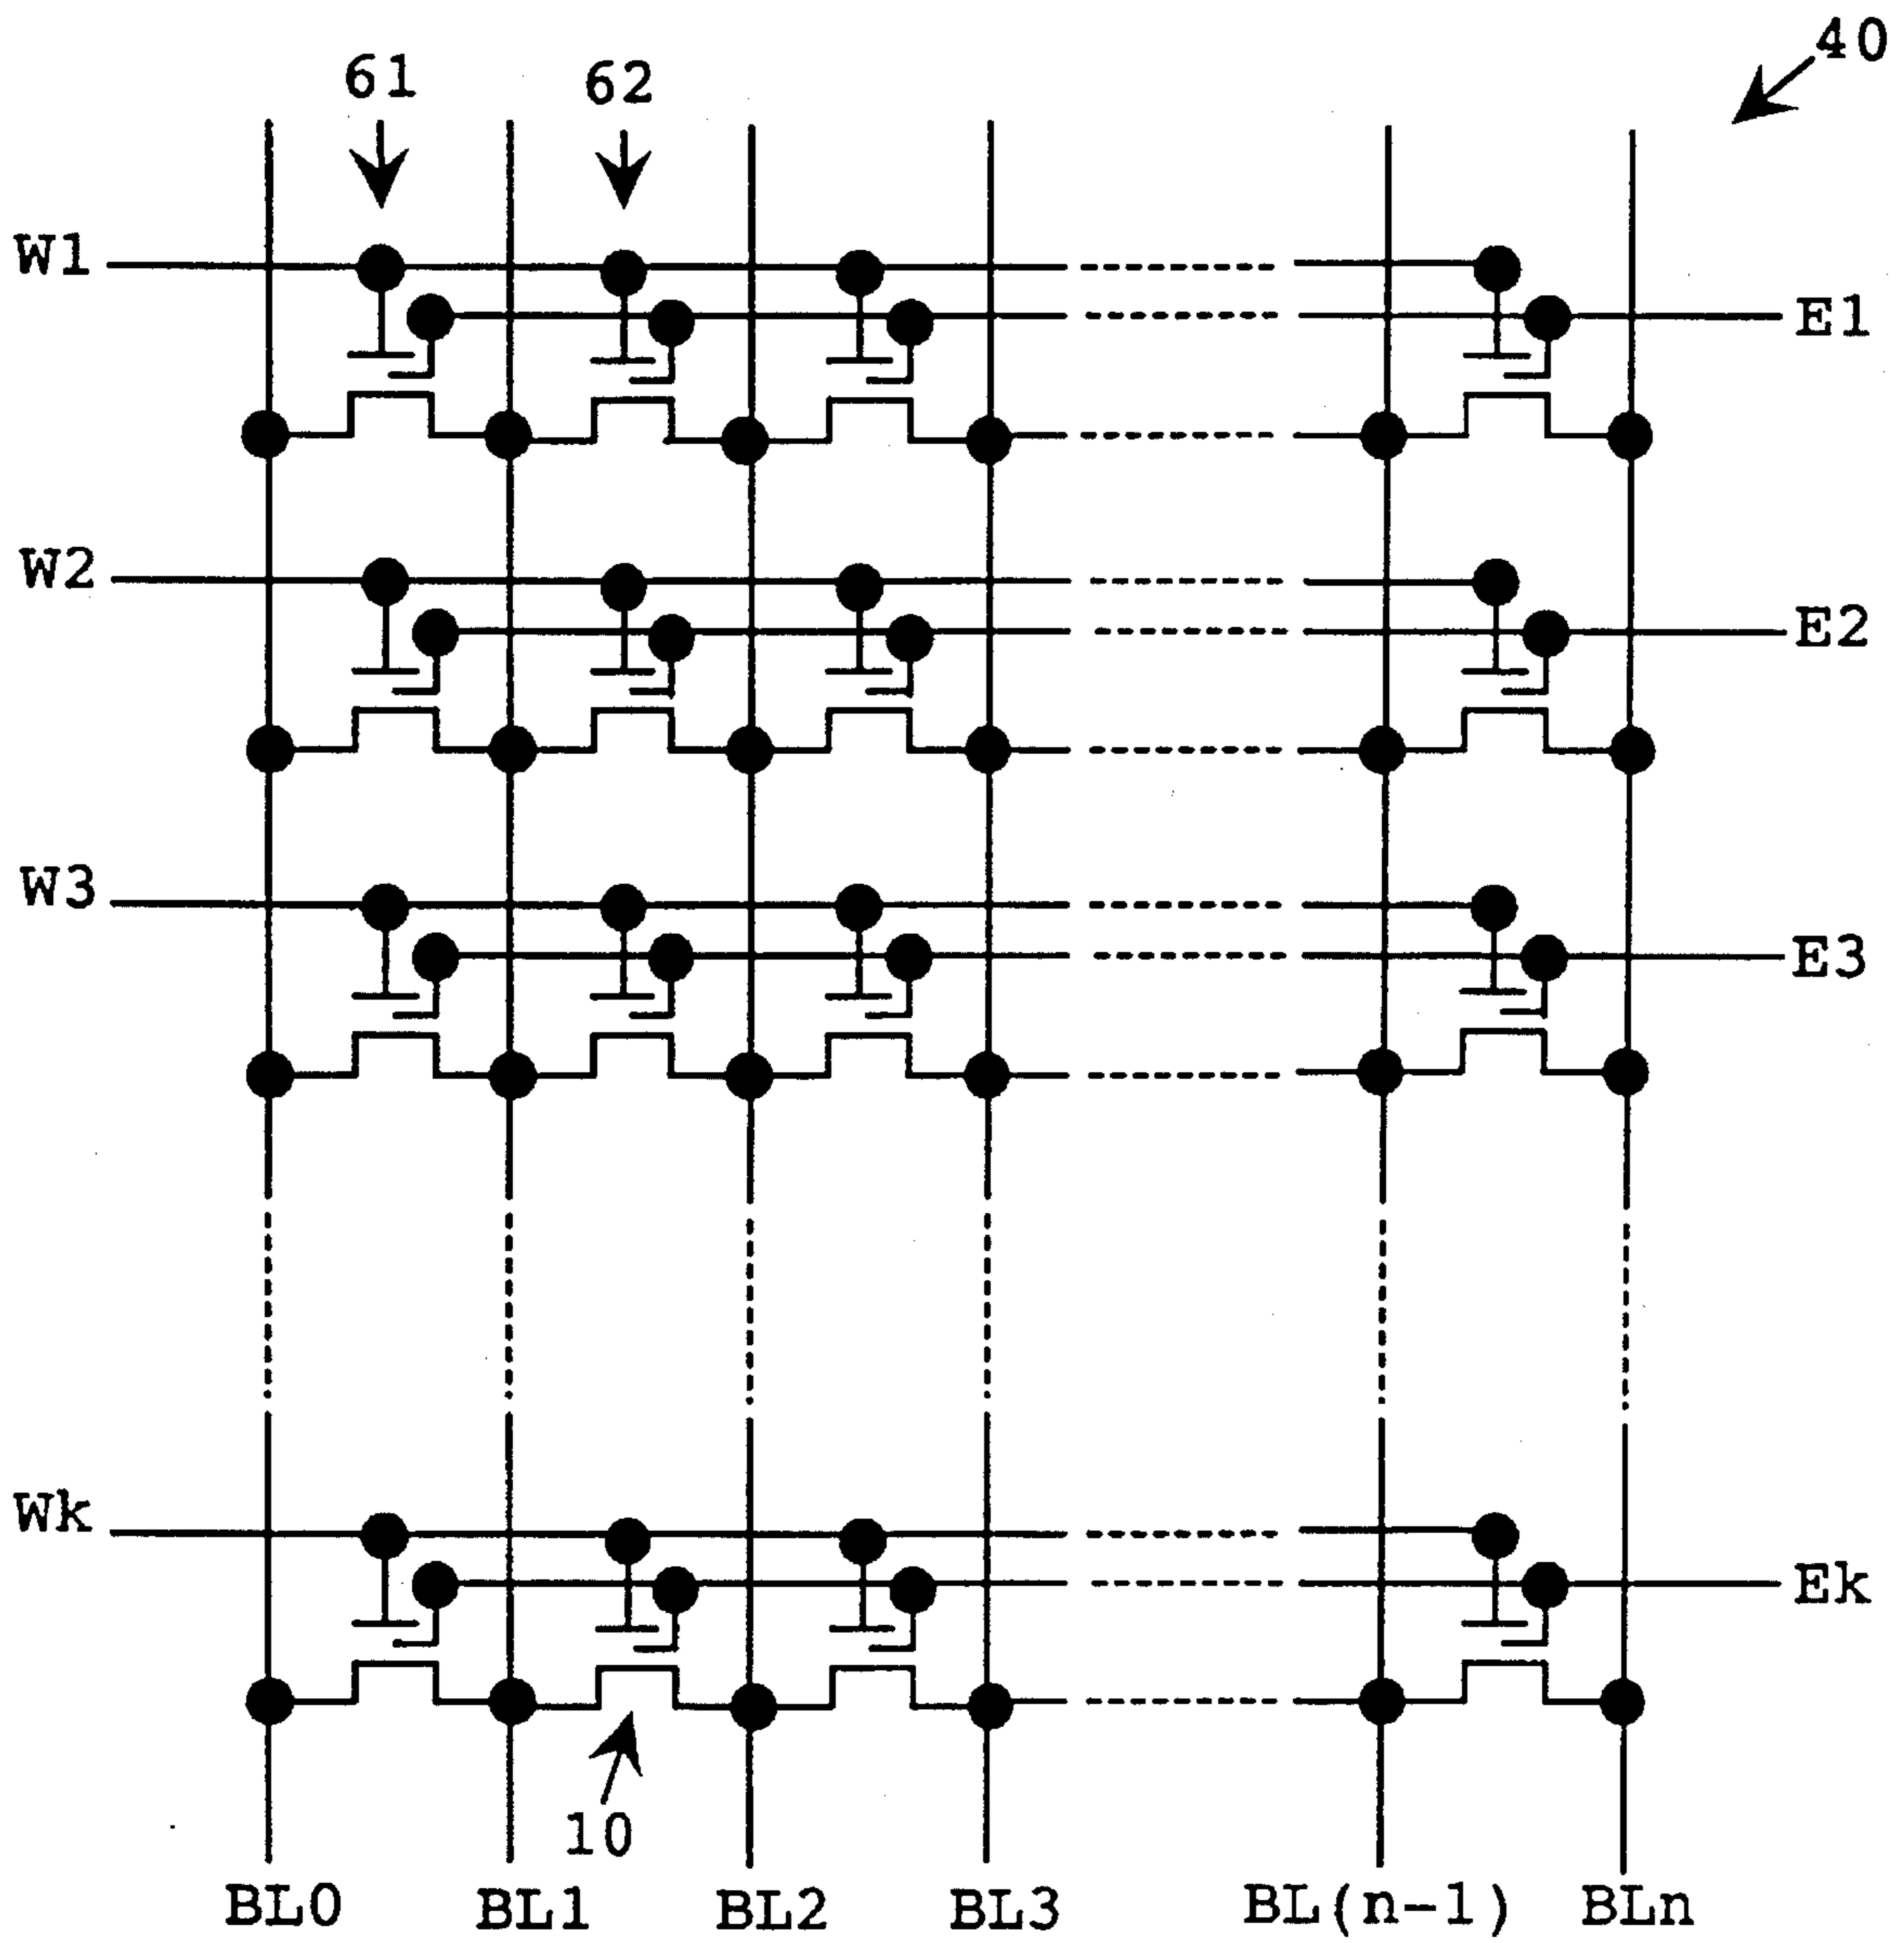 40
61 62
W1
E1
W2
E2
W3
E3
Wk
Ek
10
BL0 BL1 BL2 BL3 BL(n-1) BLn